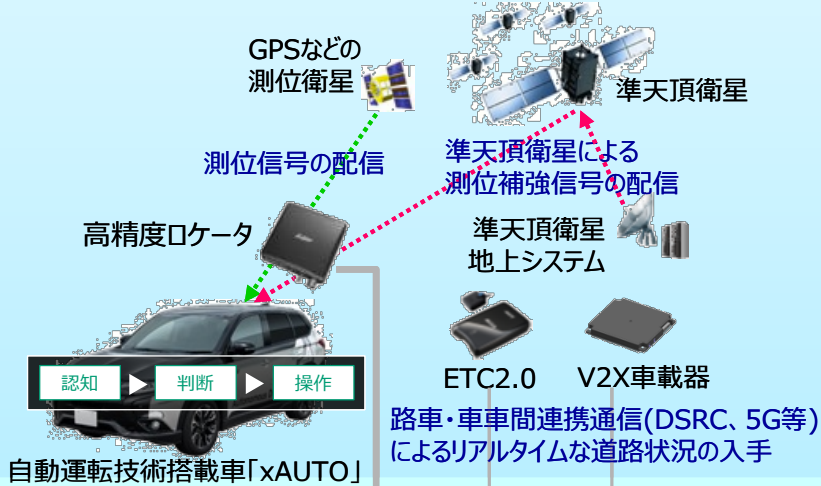 GPSなどの
測位衛星
準天頂衛星
測位信号の配信
準天頂衛星による
測位補強信号の配信
高精度ロケータ
準天頂衛星
地上システム
認知
判断
操作
ETC2.0
V2X車載器
路車・車車間連携通信(DSRC、5G等)
によるリアルタイムな道路状況の入手
自動運転技術搭載車「xAUTO」